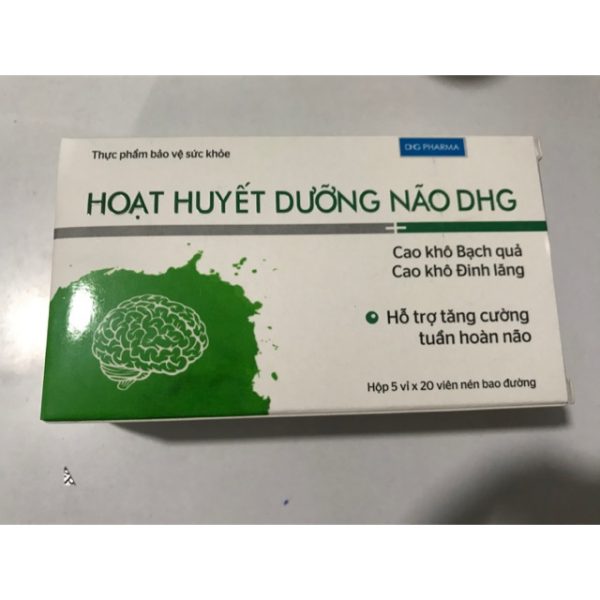 Thực phẩm bảo vệ sức khỏe
DHG PHARMA
HOẠT HUYẾT DƯỠNG NÃO DHG
Cao khô Bạch quả
Cao khô Đinh lăng
Hỗ trợ tăng cường
tuần hoàn não
Hộp 5 vỉ x 20 viên nén bao đường